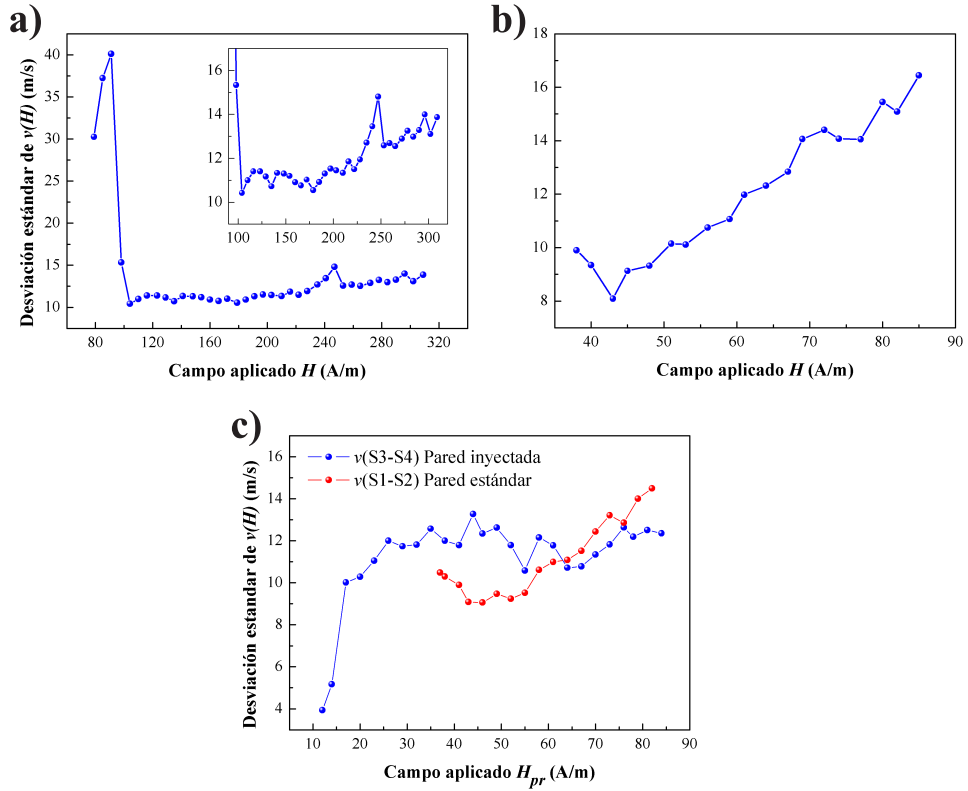 a)
Desviación estándar de v(H) (m/s)
40
35
30
25
20
15
10
80 120 160 200 240 280 320
Campo aplicado H (A/m)
16
14
12
10
100 150 200 250 300
b)
16
14
12
10
8
40 50 60 70 80 90
Campo aplicado H (A/m)
c)
Desviación estandar de v(H) (m/s)
v(S3-S4) Pared inyectada
v(S1-S2) Pared estándar
16
14
12
10
8
6
4
10 20 30 40 50 60 70 80 90
Campo aplicado Hpr (A/m)